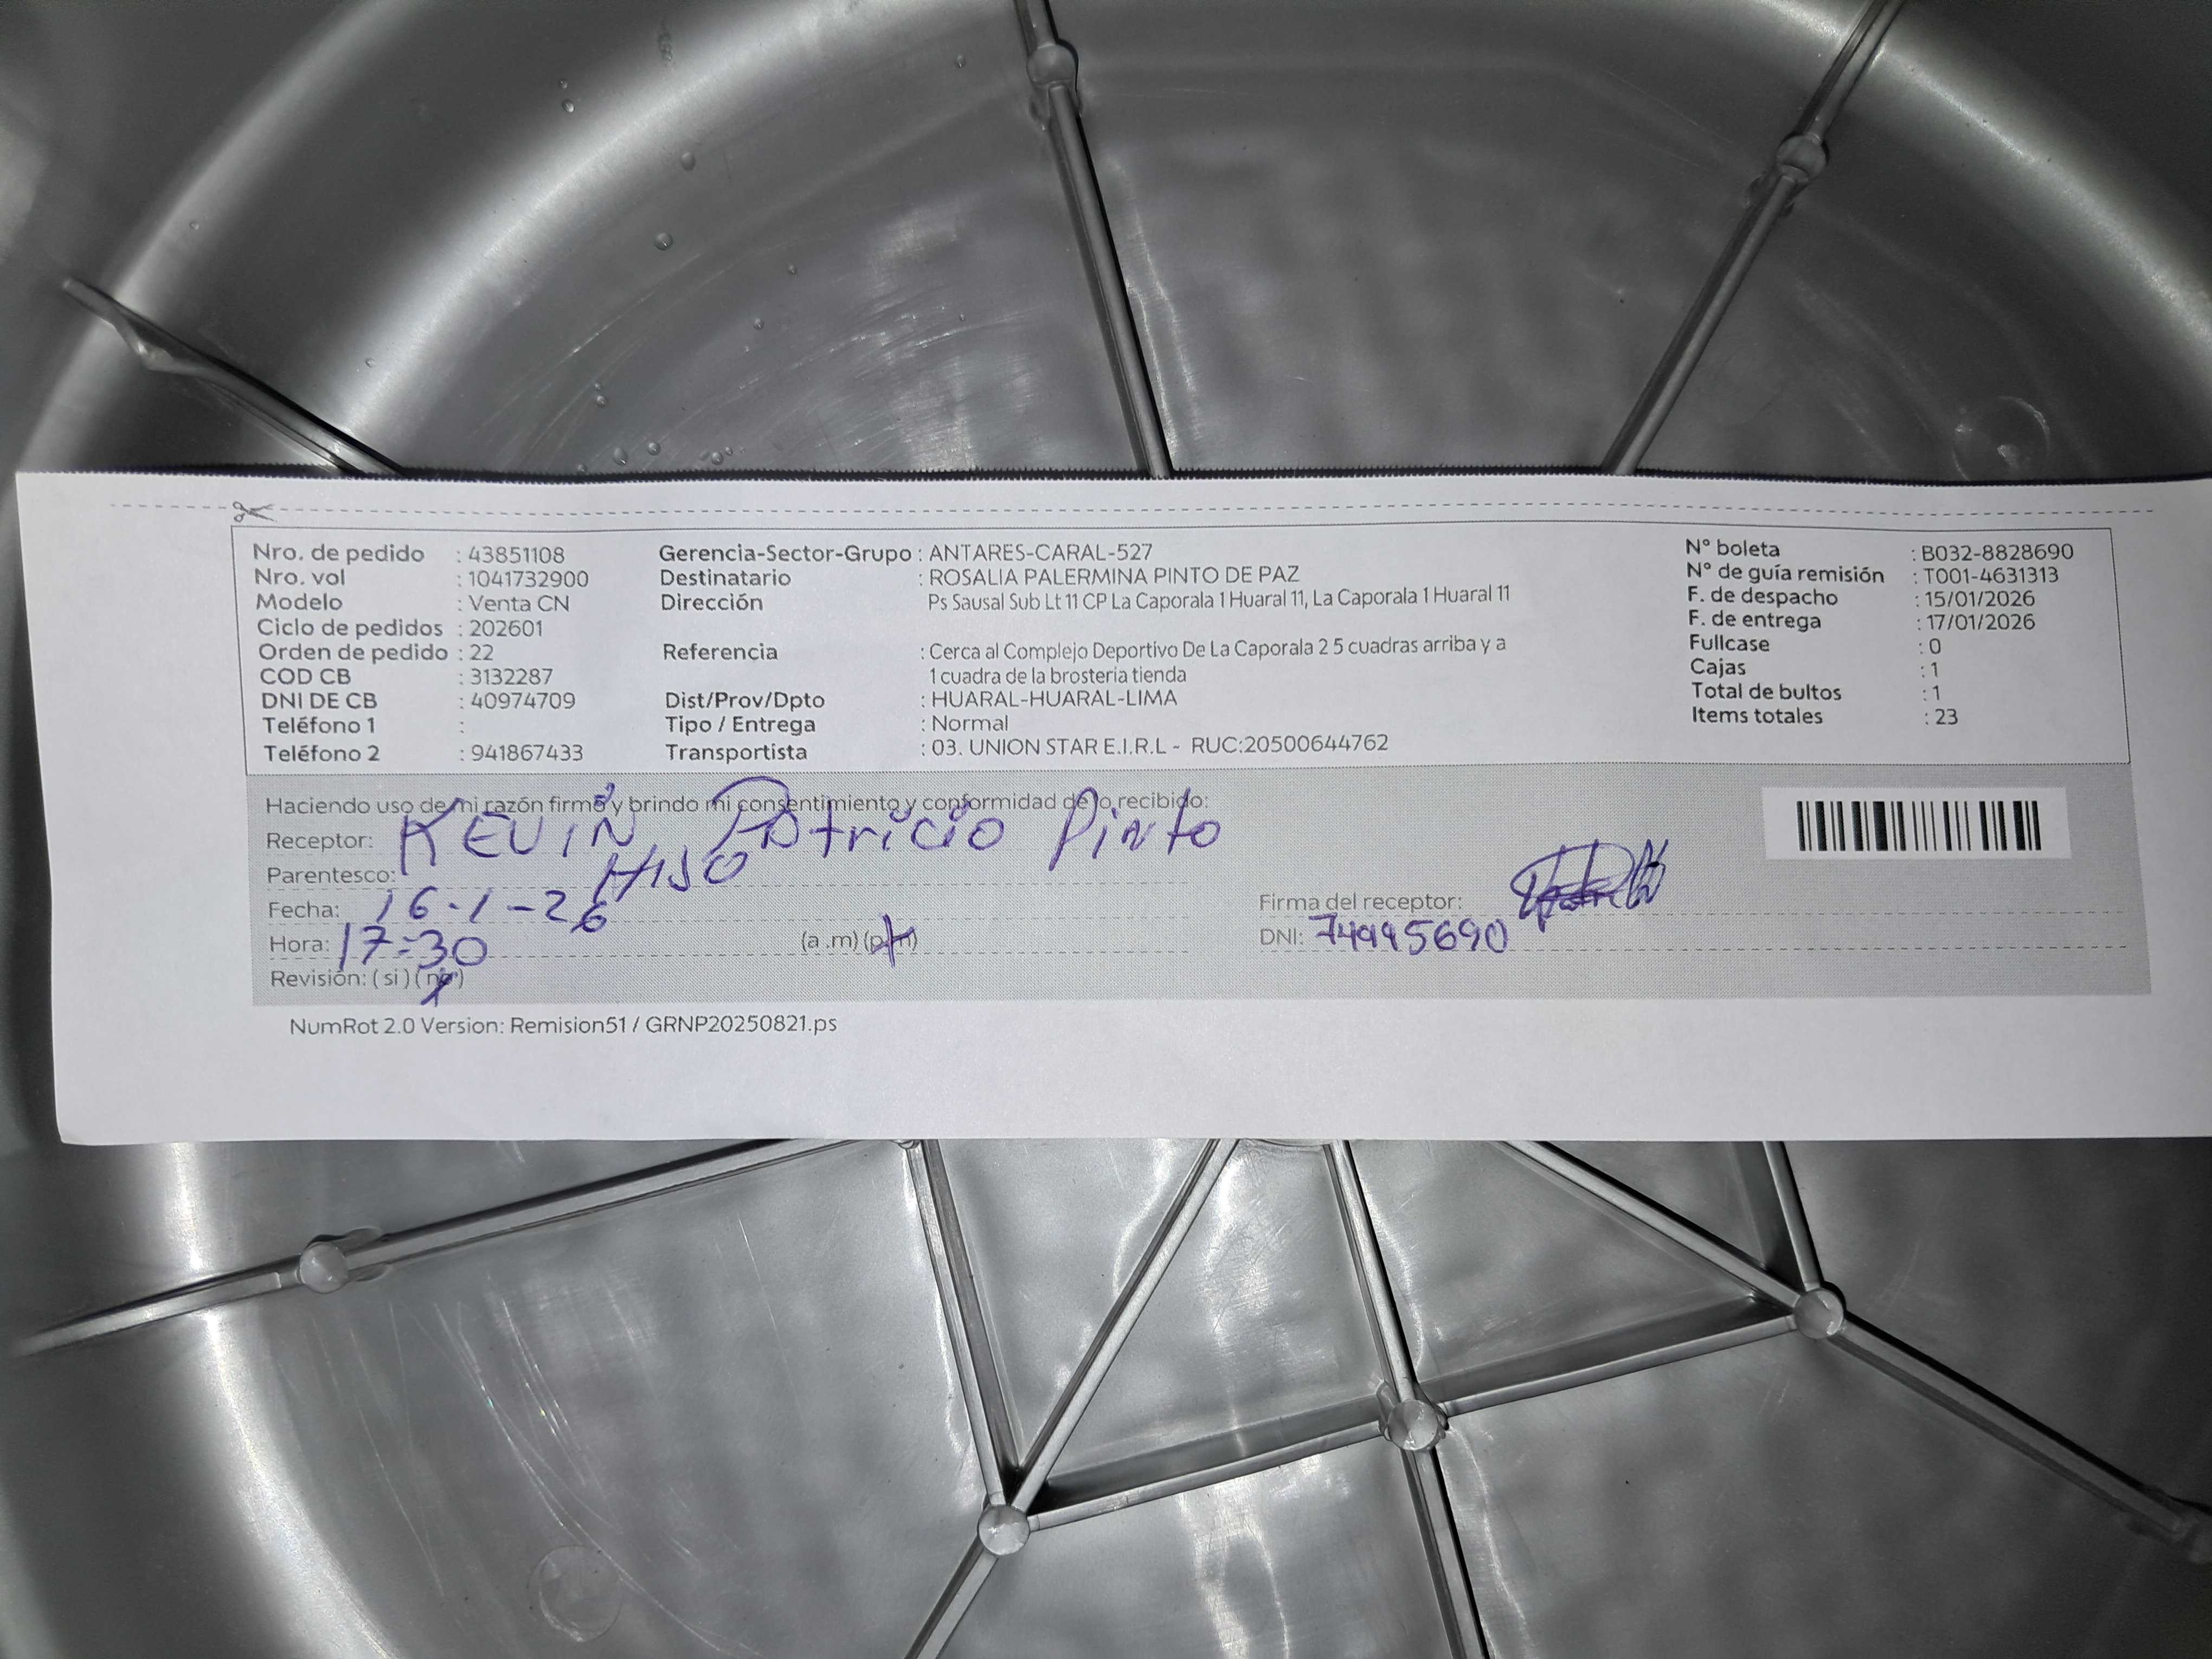 Nro. de pedido : 43851108
Nro. vol : 1041732900
Modelo : Venta CN
Ciclo de pedidos : 202601
Orden de pedido : 22
COD CB : 3132287
DNI DE CB : 40974709
Teléfono 1 :
Teléfono 2 : 941867433
Gerencia-Sector-Grupo : ANTARES-CARAL-527
Destinatario : ROSALIA PALERMINA PINTO DE PAZ
Dirección Ps Sausal Sub Lt 11 CP La Caporala 1 Huaral 11, La Caporala 1 Huaral 11
Referencia : Cerca al Complejo Deportivo De La Caporala 2 5 cuadras arriba y a
1 cuadra de la brosteria tienda
Dist/Prov/Dpto : HUARAL-HUARAL-LIMA
Tipo / Entrega : Normal
Transportista : 03. UNION STAR E.I.R.L - RUC:20500644762
N° boleta : B032-8828690
N° de guía remisión : T001-4631313
F. de despacho : 15/01/2026
F. de entrega : 17/01/2026
Fullcase : 0
Cajas : 1
Total de bultos : 1
Items totales : 23
Haciendo uso de mi razón firmo y brindo mi consentimiento y conformidad de lo recibido:
Receptor: KEVIN Patricio Pinto
Parentesco: HIJO
Fecha: 16-1-26
Hora: 17:30 (a.m) (p.m)
Revisión: (si) (no)
Firma del receptor:
DNI: 74995690
NumRot 2.0 Version: Remision51 / GRNP20250821.ps